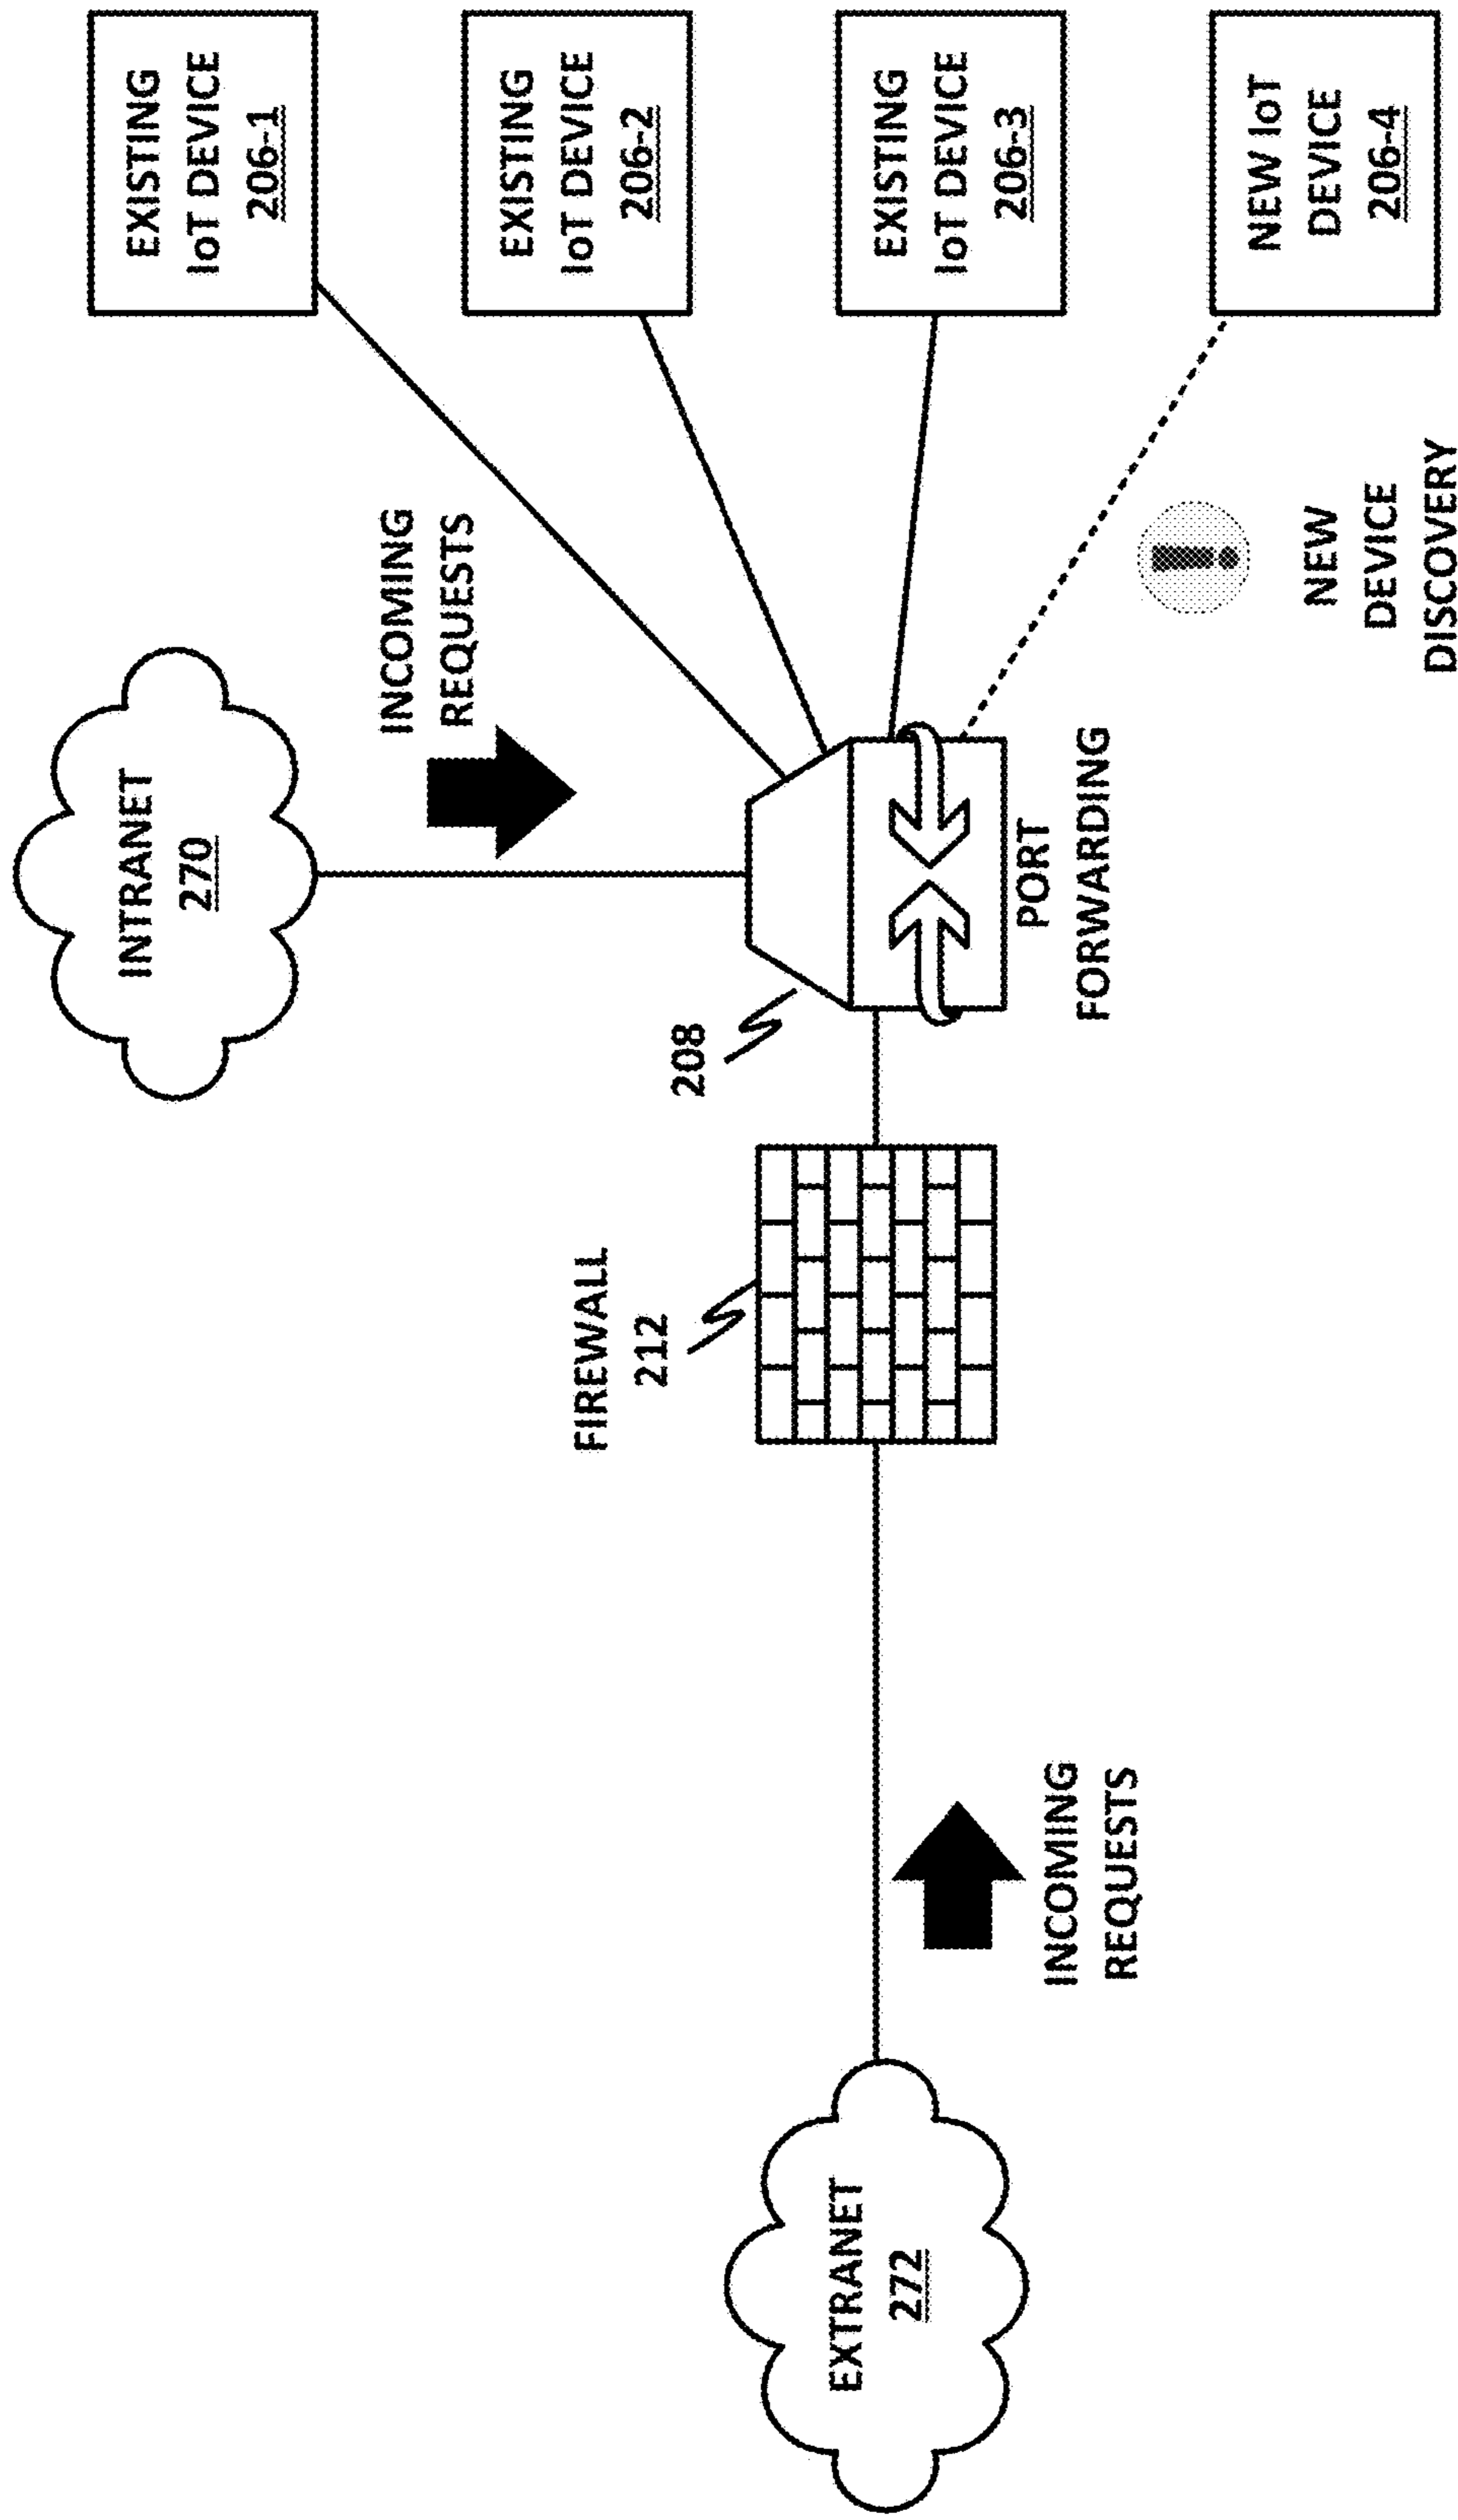 INTRANET
270
INCOMING
REQUESTS
EXISTING
IoT DEVICE
206-1
EXISTING
IoT DEVICE
206-2
EXISTING
IoT DEVICE
206-3
NEW IoT
DEVICE
206-4
FIREWALL
212
208
PORT
FORWARDING
NEW
DEVICE
DISCOVERY
!
EXTRANET
272
INCOMING
REQUESTS